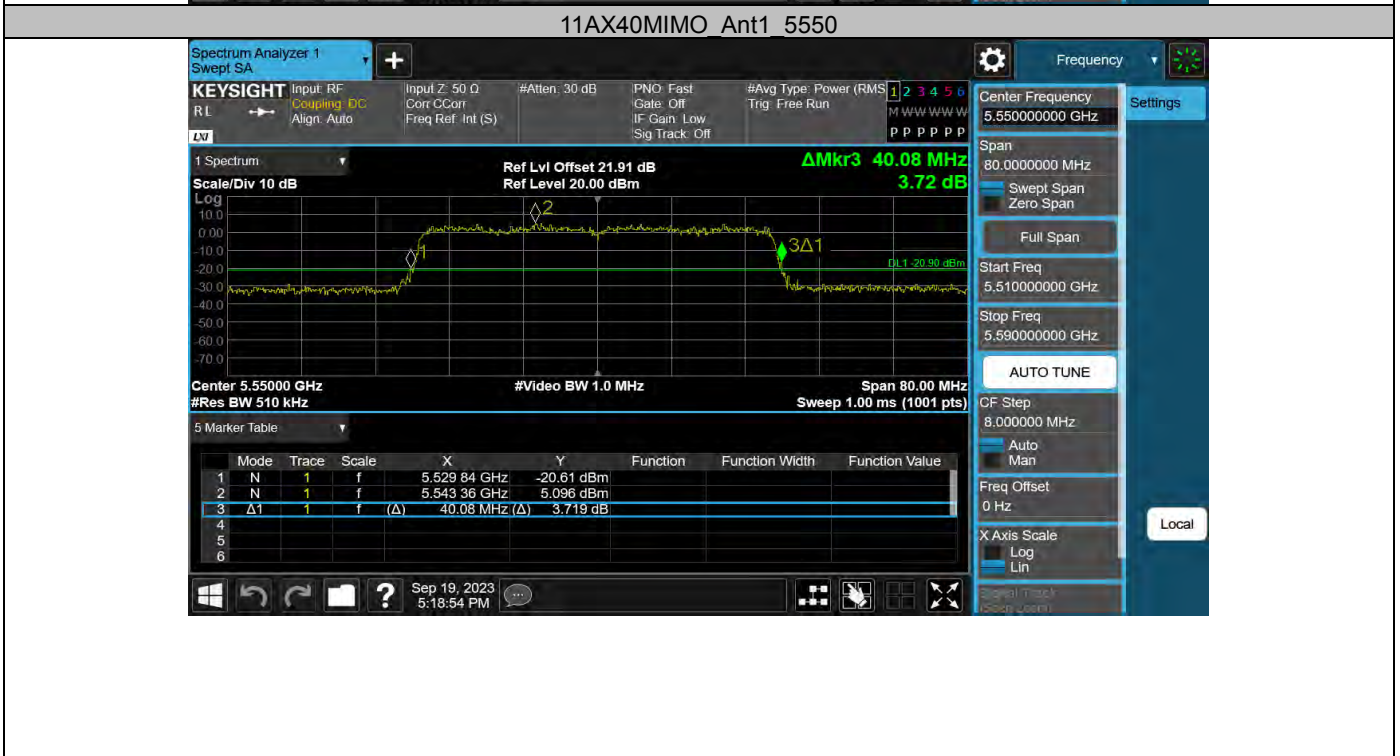 11AX40MIMO_Ant1_5550
Spectrum Analyzer 1
Swept SA
Frequency
KEYSIGHT
RL
LXI
Input: RF
Coupling: DC
Align: Auto
Input Z: 50 Ω
Corr CCorr
Freq Ref: Int (S)
#Atten: 30 dB
PNO: Fast
Gate: Off
IF Gain: Low
Sig Track: Off
#Avg Type: Power (RMS
Trig: Free Run
1 2 3 4 5 6
M W W W W W
P P P P P P
Center Frequency
5.550000000 GHz
Settings
Span
80.0000000 MHz
Swept Span
Zero Span
Full Span
Start Freq
5.510000000 GHz
Stop Freq
5.590000000 GHz
AUTO TUNE
CF Step
8.000000 MHz
Auto
Man
Freq Offset
0 Hz
X Axis Scale
Log
Lin
Signal Track
(Span Zoom)
Local
1 Spectrum
Scale/Div 10 dB
Ref Lvl Offset 21.91 dB
Ref Level 20.00 dBm
ΔMkr3 40.08 MHz
3.72 dB
Log
10.0
0.00
-10.0
-20.0
-30.0
-40.0
-50.0
-60.0
-70.0
1
2
3Δ1
DL1 -20.90 dBm
Center 5.55000 GHz
#Video BW 1.0 MHz
Span 80.00 MHz
#Res BW 510 kHz
Sweep 1.00 ms (1001 pts)
5 Marker Table
Mode Trace Scale X Y Function Function Width Function Value
1 N 1 f 5.529 84 GHz -20.61 dBm
2 N 1 f 5.543 36 GHz 5.096 dBm
3 Δ1 1 f (Δ) 40.08 MHz (Δ) 3.719 dB
4
5
6
?
Sep 19, 2023
5:18:54 PM